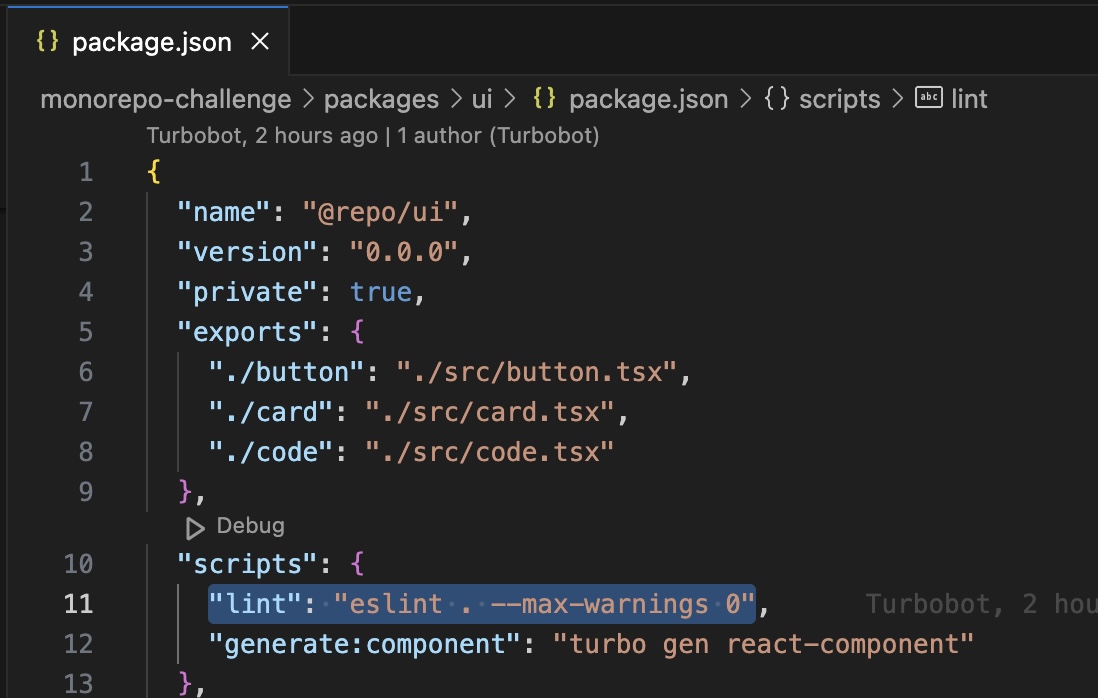 {} package.json ×
monorepo-challenge > packages > ui > {} package.json > {} scripts > abc lint
Turbobot, 2 hours ago | 1 author (Turbobot)
1 {
2 "name": "@repo/ui",
3 "version": "0.0.0",
4 "private": true,
5 "exports": {
6 "./button": "./src/button.tsx",
7 "./card": "./src/card.tsx",
8 "./code": "./src/code.tsx"
9 },
Debug
10 "scripts": {
11 "lint": "eslint . --max-warnings 0", Turbobot, 2 hou
12 "generate:component": "turbo gen react-component"
13 },